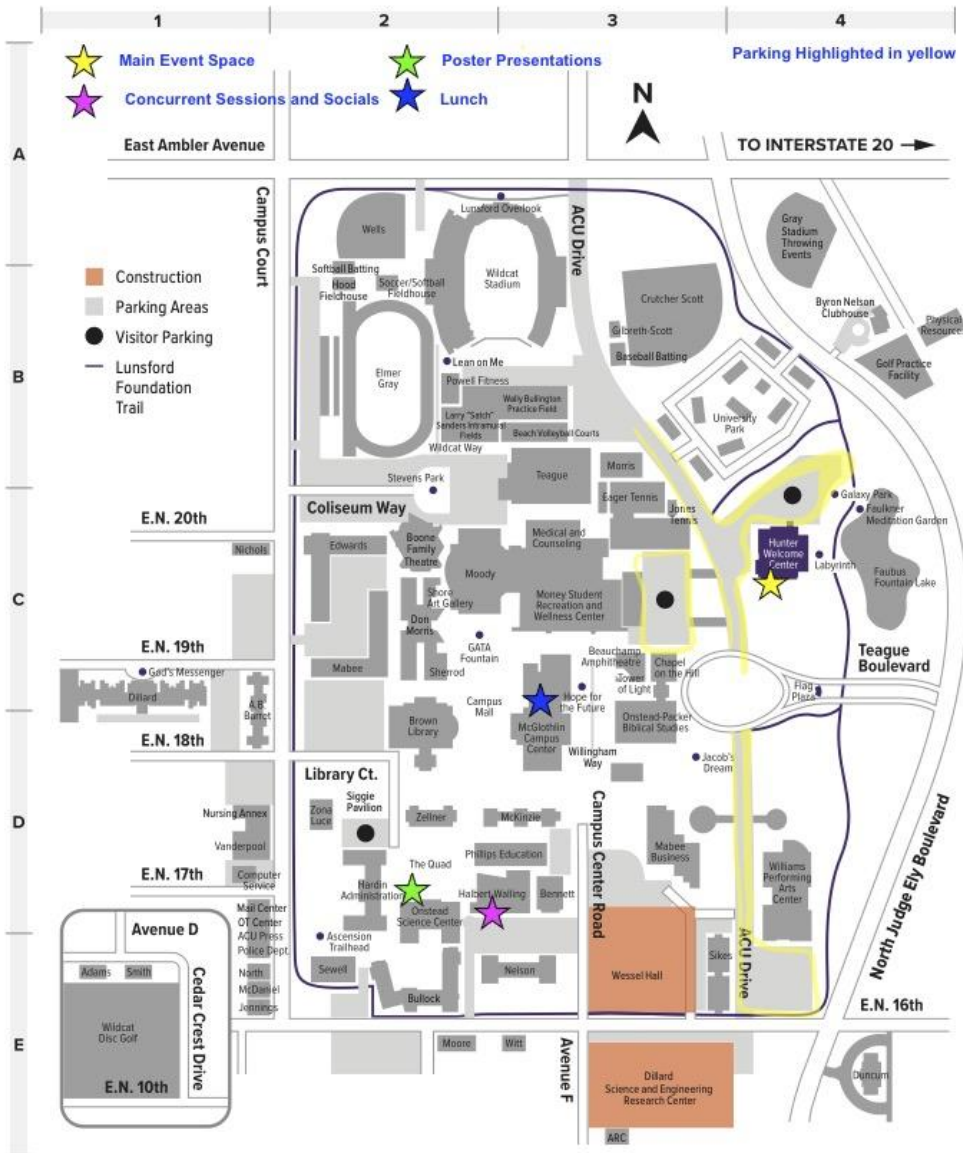 1 2 3 4
Main Event Space
Poster Presentations
Parking Highlighted in yellow
Concurrent Sessions and Socials
Lunch
N
A
East Ambler Avenue
TO INTERSTATE 20
Campus Court
ACU Drive
Lunsford Overlook
Wells
Wildcat
Stadium
Gray
Stadium
Throwing
Events
Construction
Parking Areas
Visitor Parking
Lunsford
Foundation
Trail
Softball Batting
Hood
Fieldhouse
Soccer/Softball
Fieldhouse
Crutcher Scott
Gilbreth-Scott
Baseball Batting
Byron Nelson
Clubhouse
Physical
Resources
Golf Practice
Facility
B
Elmer
Gray
Lean on Me
Powell Fitness
Wally Bullington
Practice Field
Larry "Satch"
Sanders Intramural
Fields
Beach Volleyball Courts
Wildcat Way
University
Park
Stevens Park
Teague
Morris
Eager Tennis
Jones
Tennis
Galaxy Park
Faulkner
Meditation Garden
Coliseum Way
E.N. 20th
Nichols
Edwards
Boone
Family
Theatre
Medical and
Counseling
Hunter
Welcome
Center
Labyrinth
Faubus
Fountain Lake
C
Moody
Shore
Art Gallery
Don
Morris
Money Student
Recreation and
Wellness Center
E.N. 19th
GATA
Fountain
Mabee
Sherrod
Beauchamp
Amphitheatre
Chapel
on the Hill
Tower
of Light
Teague
Boulevard
Gad's Messenger
Dillard
A.B.
Barret
Campus
Mall
Hope for
the Future
Flag
Plaza
Brown
Library
McGlothlin
Campus
Center
Onstead-Packer
Biblical Studies
E.N. 18th
Willingham
Way
Jacob's
Dream
Library Ct.
Siggie
Pavilion
Zona
Luce
Zellner
McKinzie
Campus Center Road
D
Nursing Annex
Vanderpool
Phillips Education
Mabee
Business
The Quad
Williams
Performing
Arts
Center
E.N. 17th
Computer
Service
Hardin
Administration
Halbert Walling
Bennett
Onstead
Science Center
North Judge Ely Boulevard
Mail Center
OT Center
ACU Press
Police Dept.
North
McDaniel
Jennings
Avenue D
Ascension
Trailhead
Adams
Smith
Cedar Crest Drive
Sewell
Bullock
Nelson
Wessel Hall
Sikes
ACU Drive
E.N. 16th
Wildcat
Disc Golf
E.N. 10th
E
Moore
Witt
Avenue F
Dillard
Science and Engineering
Research Center
Duncum
ARC